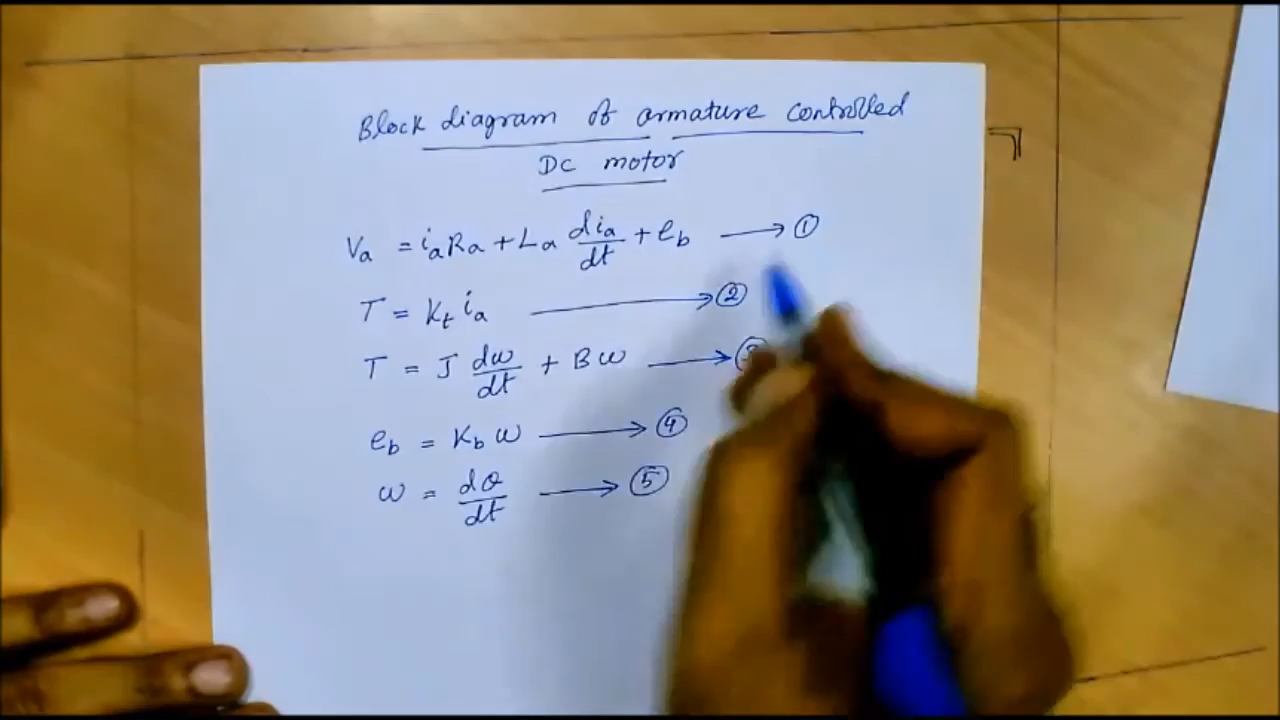 Block diagram of armature controlled
DC motor
Va = iaRa + La dia/dt + eb → ①
T = Kt ia → ②
T = J dω/dt + Bω → ③
eb = Kb ω → ④
ω = dθ/dt → ⑤